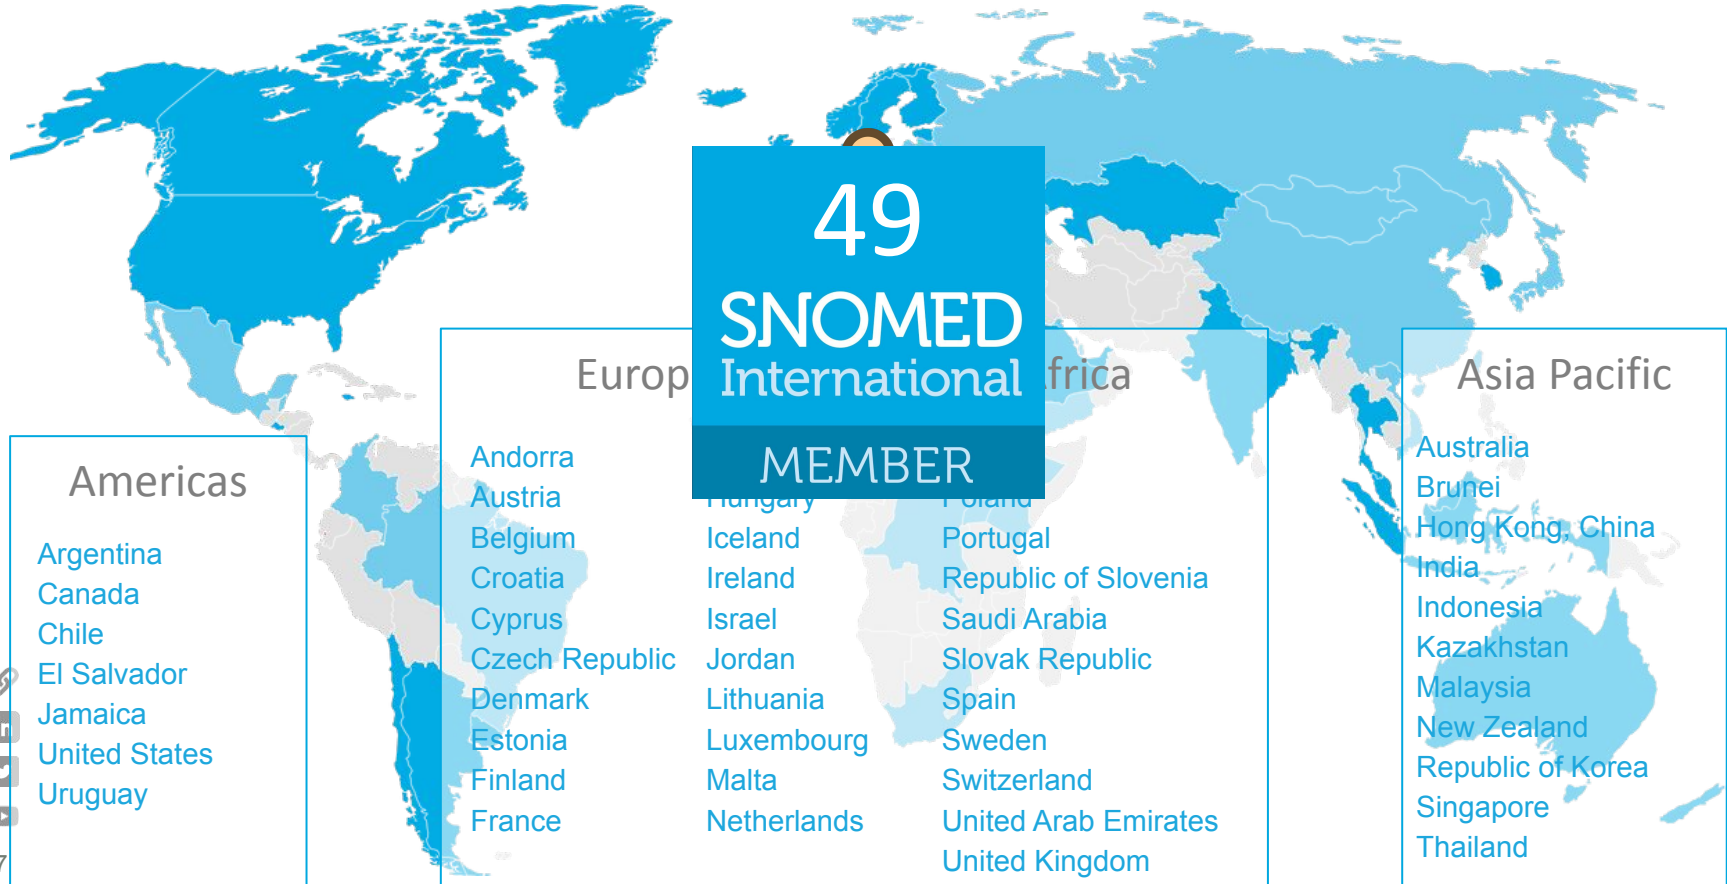 49
SNOMED
International
MEMBER
Americas
Argentina
Canada
Chile
El Salvador
Jamaica
United States
Uruguay
Europ
frica
Andorra
Austria
Belgium
Croatia
Cyprus
Czech Republic
Denmark
Estonia
Finland
France
Hungary
Iceland
Ireland
Israel
Jordan
Lithuania
Luxembourg
Malta
Netherlands
Poland
Portugal
Republic of Slovenia
Saudi Arabia
Slovak Republic
Spain
Sweden
Switzerland
United Arab Emirates
United Kingdom
Asia Pacific
Australia
Brunei
Hong Kong, China
India
Indonesia
Kazakhstan
Malaysia
New Zealand
Republic of Korea
Singapore
Thailand
7